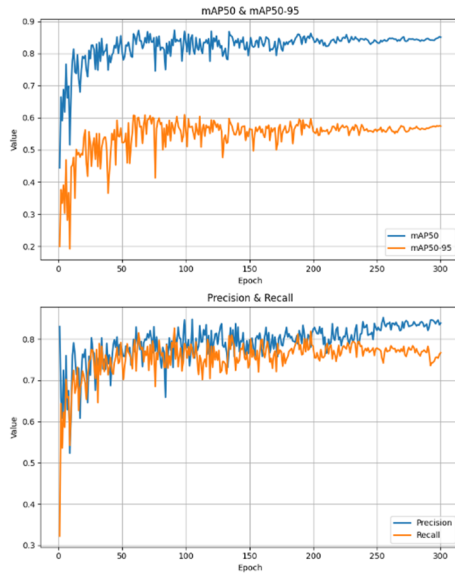 mAP50 & mAP50-95
0.9
0.8
0.7
0.6
0.5
0.4
0.3
0.2
Value
mAP50
mAP50-95
0 50 100 150 200 250 300
Epoch
Precision & Recall
0.8
0.7
0.6
0.5
0.4
0.3
Value
Precision
Recall
0 50 100 150 200 250 300
Epoch